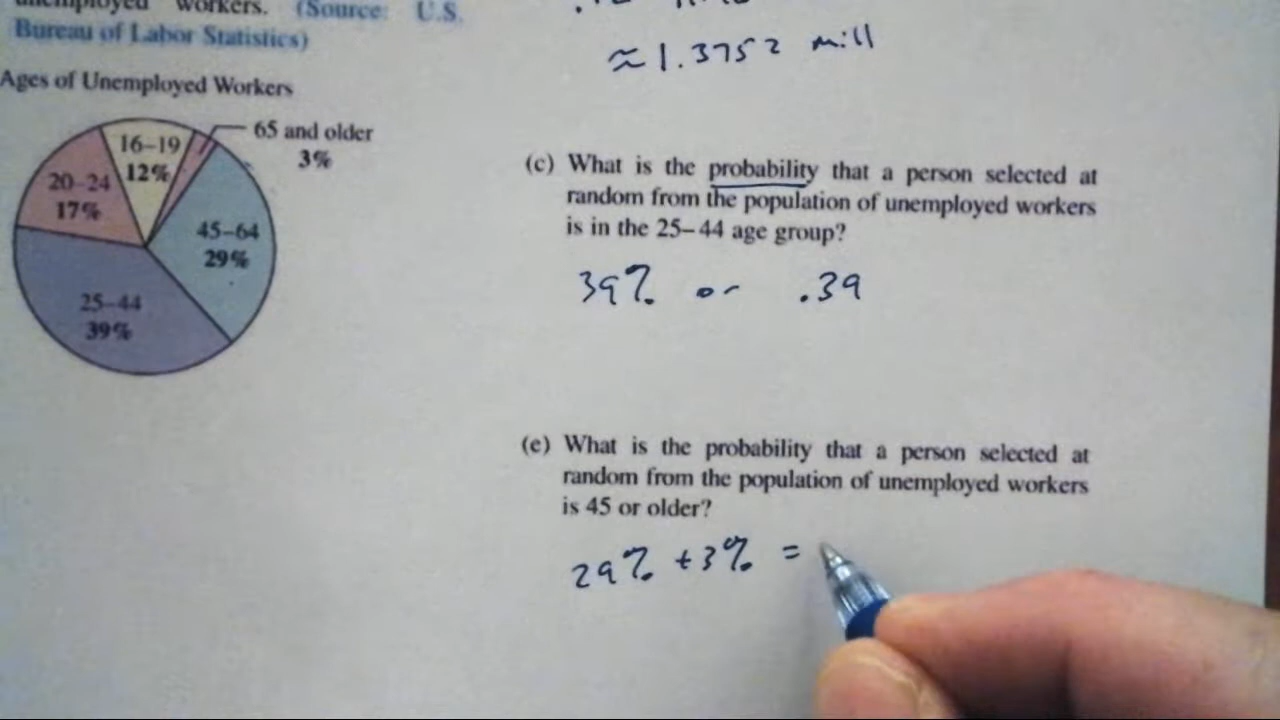 unemployed workers. (Source: U.S.
Bureau of Labor Statistics)
Ages of Unemployed Workers
16–19
12%
65 and older
3%
20–24
17%
45–64
29%
25–44
39%
≈ 1.3752 mill
(c) What is the probability that a person selected at
random from the population of unemployed workers
is in the 25–44 age group?
39% or .39
(e) What is the probability that a person selected at
random from the population of unemployed workers
is 45 or older?
29% + 3% =